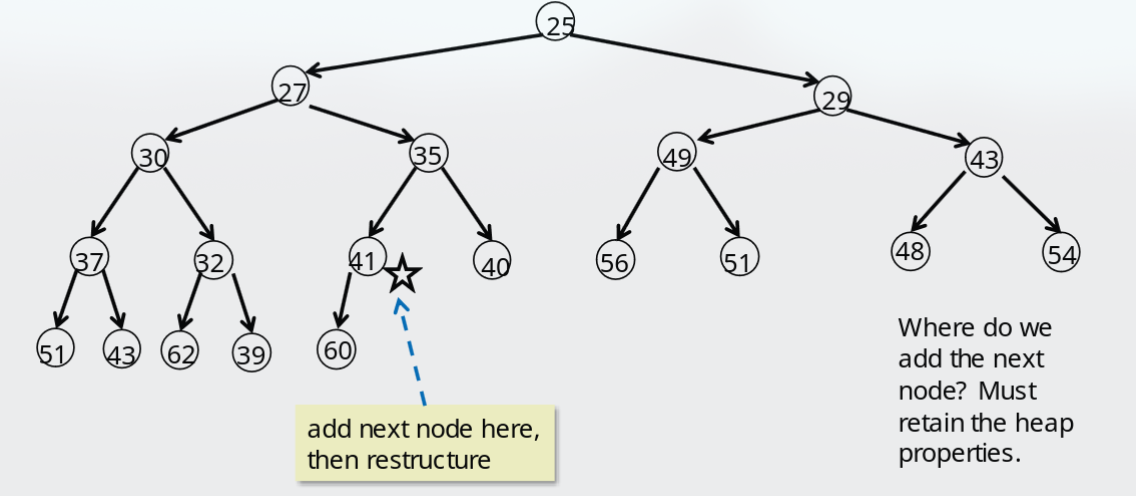 25
27
29
30
35
49
43
37
32
41
40
56
51
48
54
51
43
62
39
60
Where do we
add the next
node? Must
retain the heap
properties.
add next node here,
then restructure